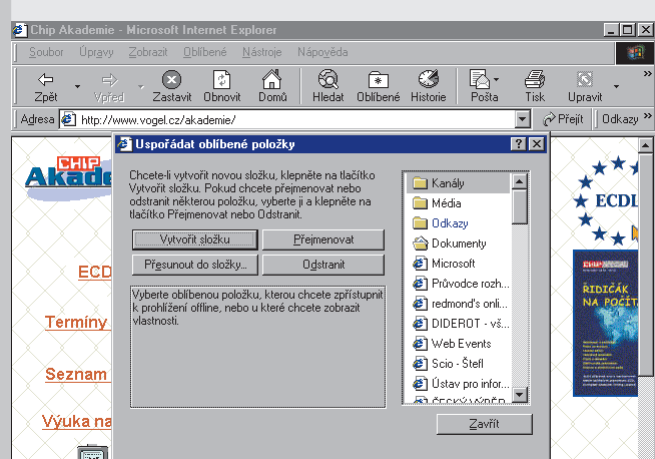 Chip Akademie - Microsoft Internet Explorer
Soubor Úpravy Zobrazit Oblíbené Nástroje Nápověda
Zpět Vpřed Zastavit Obnovit Domů Hledat Oblíbené Historie Pošta Tisk Upravit »
Adresa http://www.vogel.cz/akademie/ Přejít Odkazy »
CHIP
Akade
Uspořádat oblíbené položky
Chcete-li vytvořit novou složku, klepněte na tlačítko
Vytvořit složku. Pokud chcete přejmenovat nebo
odstranit některou položku, vyberte ji a klepněte na
tlačítko Přejmenovat nebo Odstranit.
Vytvořit složku Přejmenovat
Přesunout do složky... Odstranit
Vyberte oblíbenou položku, kterou chcete zpřístupnit
k prohlížení offline, nebo u které chcete zobrazit
vlastnosti.
Kanály
Média
Odkazy
Dokumenty
Microsoft
Průvodce rozh...
redmond's onli...
DIDEROT - vš...
Web Events
Scio - Štefl
Ústav pro infor...
ČESKÝ VÝBĚR
Zavřít
ECD
Termíny
Seznam
Výuka na
ECDL
CHIP SPECIAL
ŘIDIČÁK
NA POČÍT